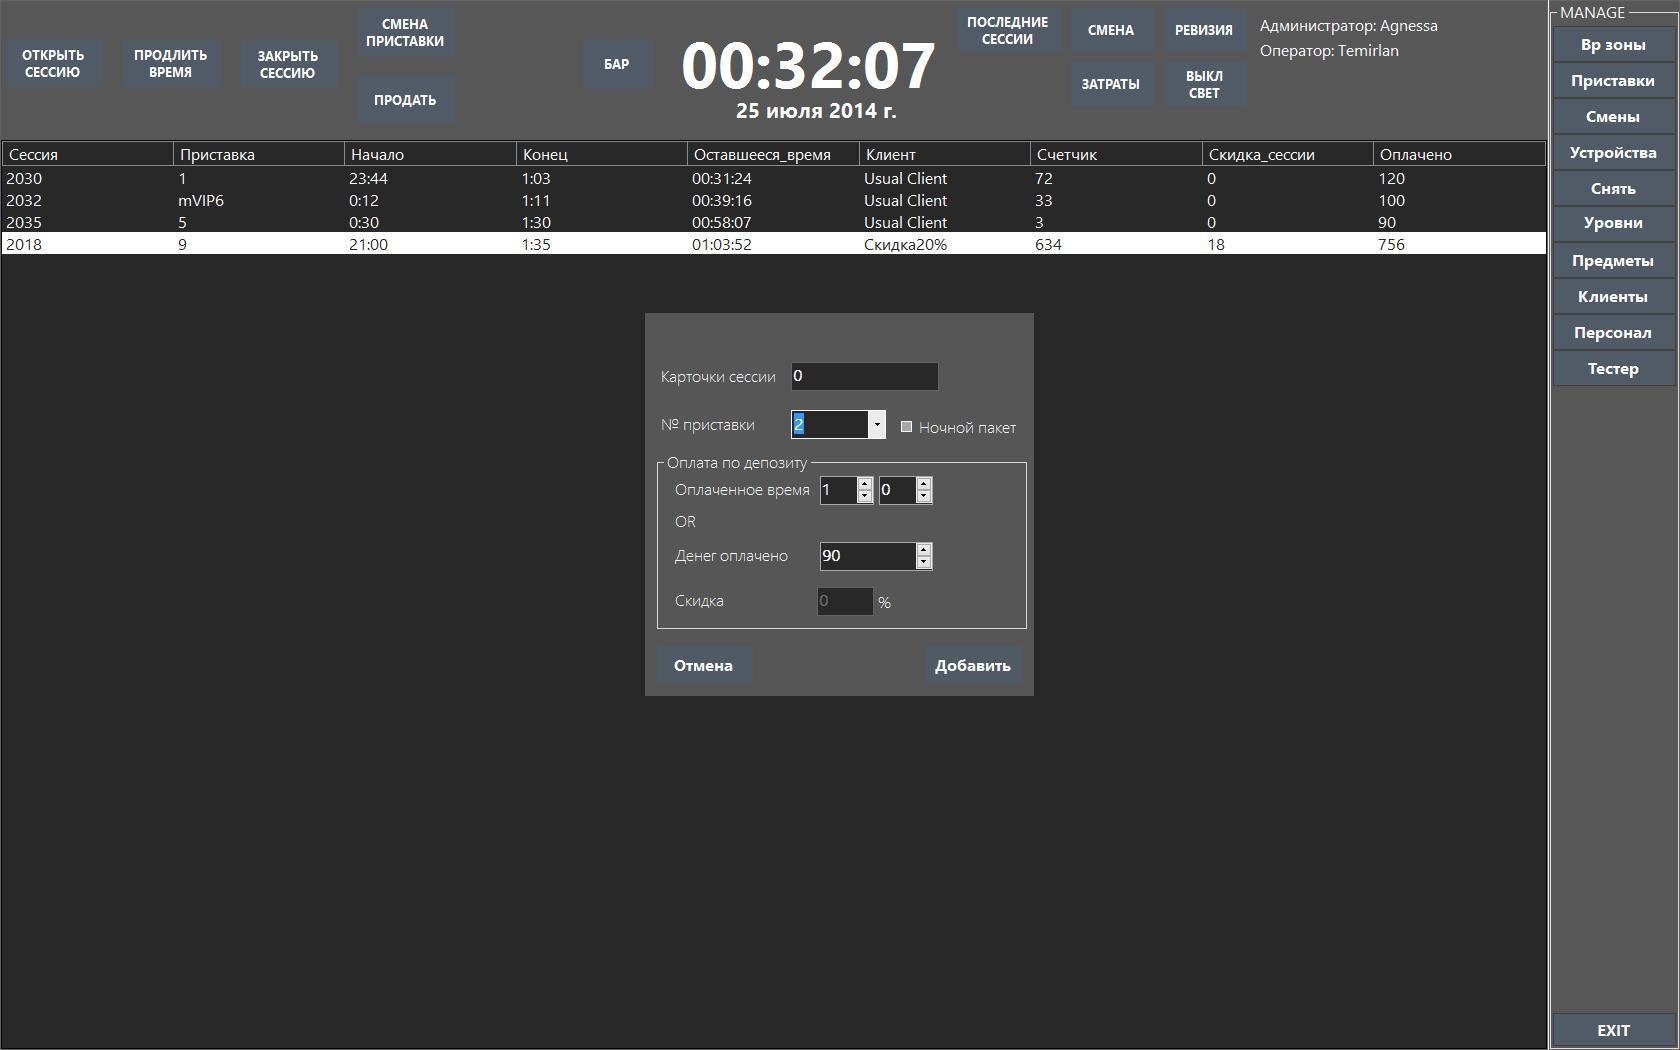 ОТКРЫТЬ СЕССИЮ
ПРОДЛИТЬ ВРЕМЯ
ЗАКРЫТЬ СЕССИЮ
СМЕНА ПРИСТАВКИ
ПРОДАТЬ
БАР
00:32:07
25 июля 2014 г.
ПОСЛЕДНИЕ СЕССИИ
СМЕНА
РЕВИЗИЯ
ЗАТРАТЫ
ВЫКЛ СВЕТ
Администратор: Agnessa
Оператор: Temirlan
Сессия Приставка Начало Конец Оставшееся_время Клиент Счетчик Скидка_сессии Оплачено
2030 1 23:44 1:03 00:31:24 Usual Client 72 0 120
2032 mVIP6 0:12 1:11 00:39:16 Usual Client 33 0 100
2035 5 0:30 1:30 00:58:07 Usual Client 3 0 90
2018 9 21:00 1:35 01:03:52 Скидка20% 634 18 756
Карточки сессии 0
№ приставки 2 Ночной пакет
Оплата по депозиту
Оплаченное время 1 0
OR
Денег оплачено 90
Скидка 0 %
Отмена Добавить
MANAGE
Вр зоны
Приставки
Смены
Устройства
Снять
Уровни
Предметы
Клиенты
Персонал
Тестер
EXIT